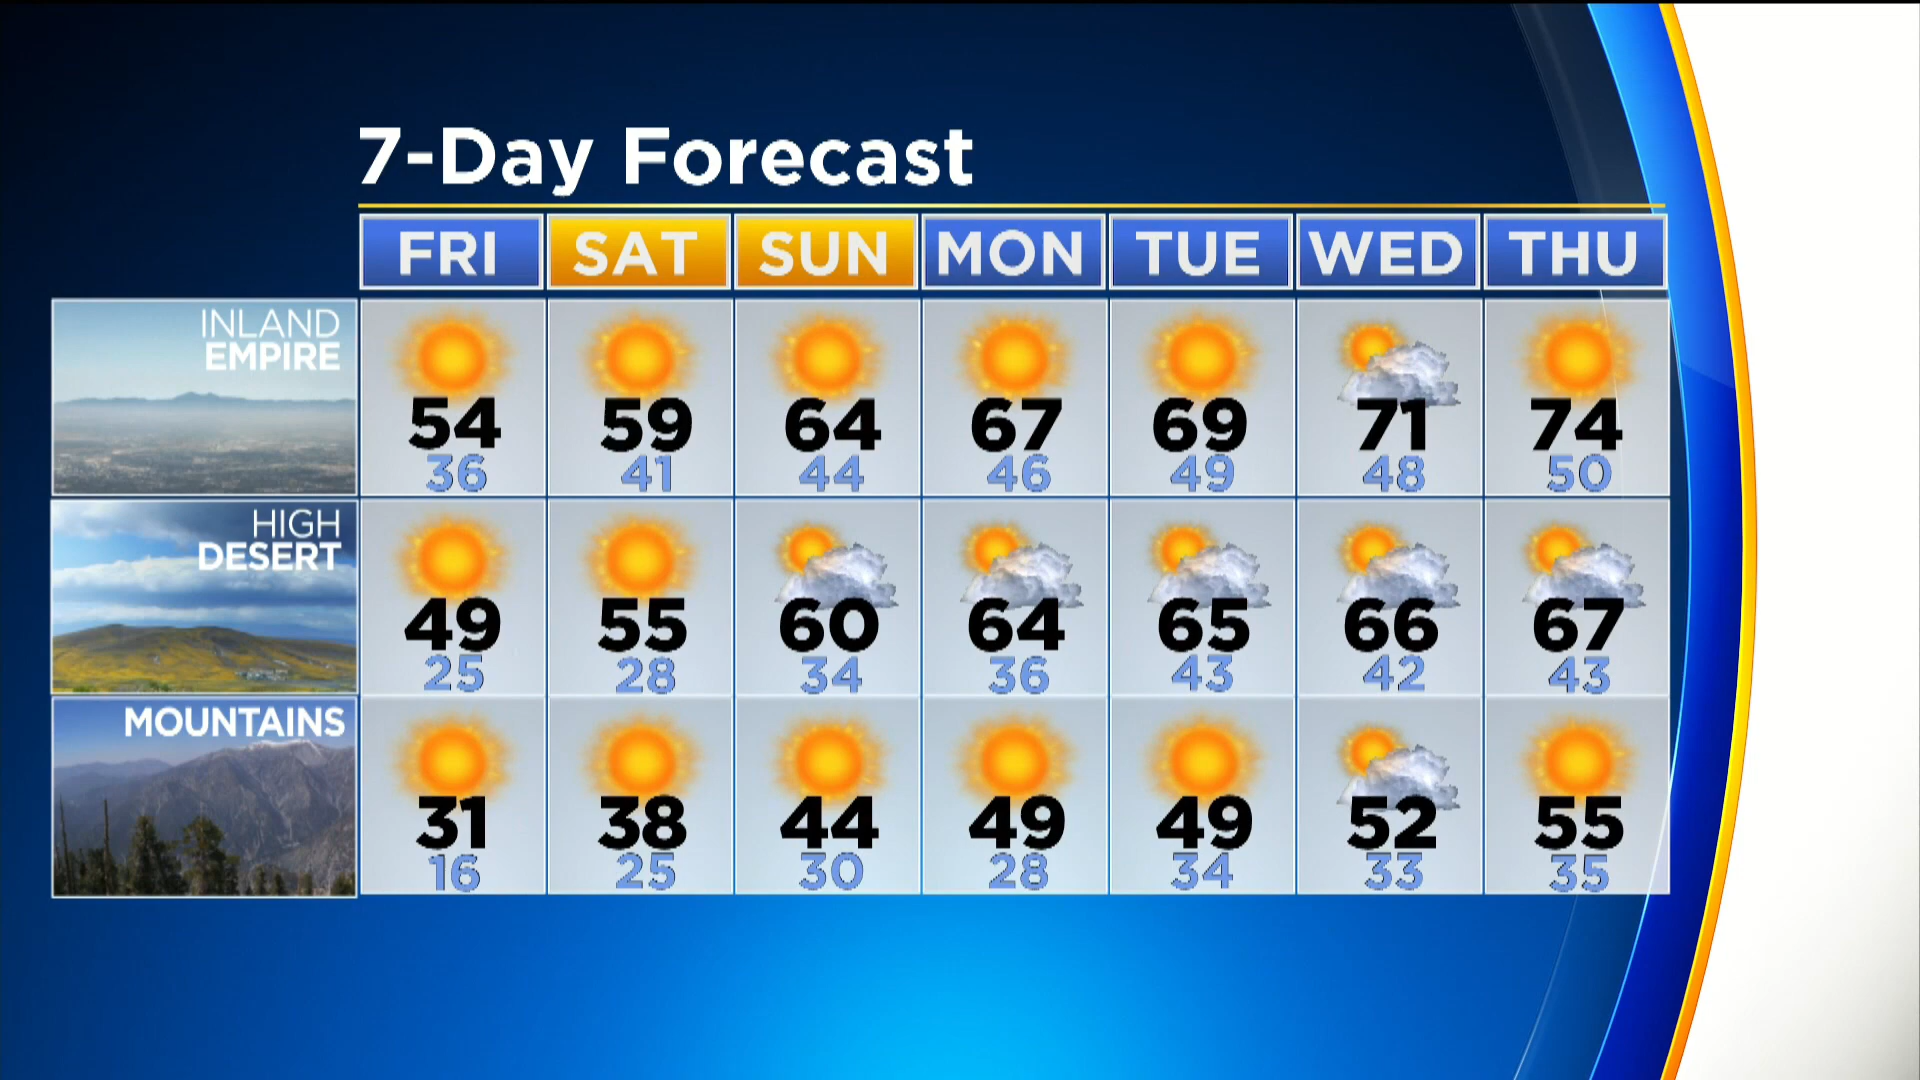 7-Day Forecast
FRI SAT SUN MON TUE WED THU
INLAND
EMPIRE
54 59 64 67 69 71 74
36 41 44 46 49 48 50
HIGH
DESERT
49 55 60 64 65 66 67
25 28 34 36 43 42 43
MOUNTAINS
31 38 44 49 49 52 55
16 25 30 28 34 33 35